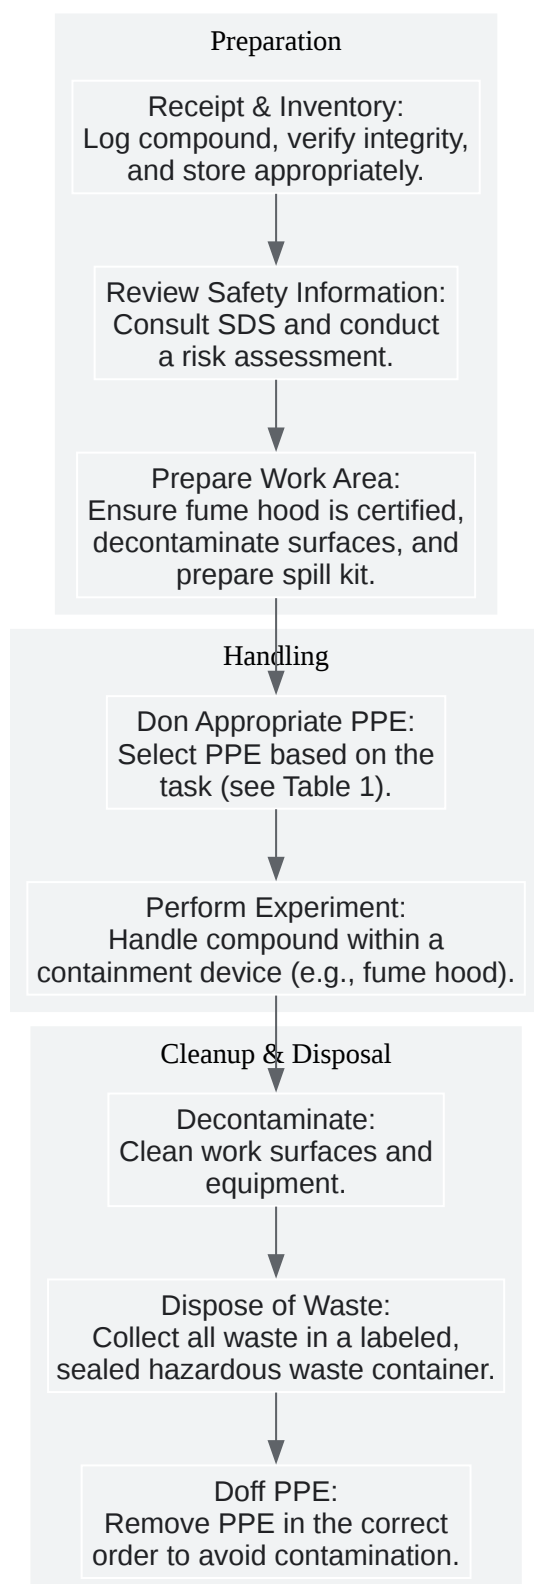 Preparation
Receipt & Inventory:
Log compound, verify integrity,
and store appropriately.
Review Safety Information:
Consult SDS and conduct
a risk assessment.
Prepare Work Area:
Ensure fume hood is certified,
decontaminate surfaces, and
prepare spill kit.
Handling
Don Appropriate PPE:
Select PPE based on the
task (see Table 1).
Perform Experiment:
Handle compound within a
containment device (e.g., fume hood).
Cleanup & Disposal
Decontaminate:
Clean work surfaces and
equipment.
Dispose of Waste:
Collect all waste in a labeled,
sealed hazardous waste container.
Doff PPE:
Remove PPE in the correct
order to avoid contamination.